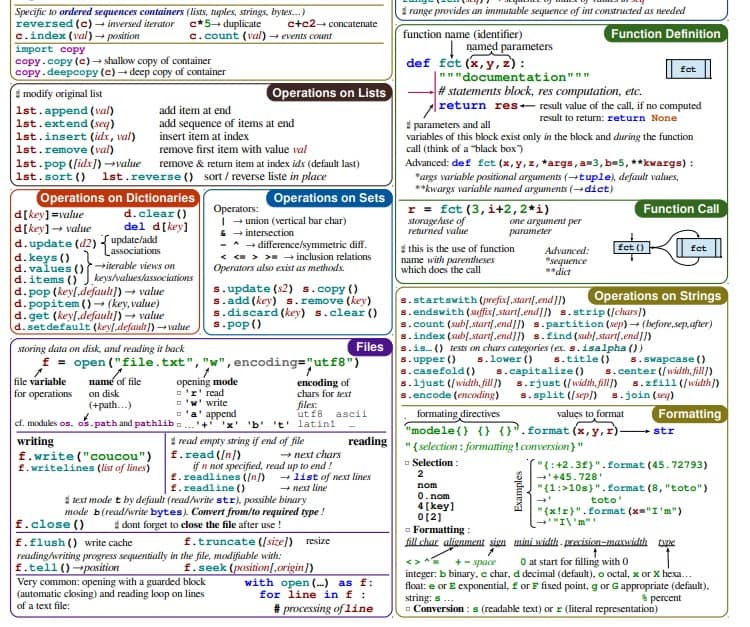 Specific to ordered sequences containers (lists, tuples, strings, bytes…)
reversed(c)→ inversed iterator c*5→ duplicate c+c2→ concatenate
c.index(val)→ position c.count(val)→ events count
import copy
copy.copy(c)→ shallow copy of container
copy.deepcopy(c)→ deep copy of container
Operations on Lists
modify original list
lst.append(val) add item at end
lst.extend(seq) add sequence of items at end
lst.insert(idx,val) insert item at index
lst.remove(val) remove first item with value val
lst.pop([idx])→value remove & return item at index idx (default last)
lst.sort() lst.reverse() sort / reverse liste in place
Operations on Dictionaries
d[key]=value d.clear()
d[key]→ value del d[key]
d.update(d2) { update/add
associations
d.keys()
d.values() }→iterable views on
d.items() keys/values/associations
d.pop(key[,default])→ value
d.popitem()→ (key,value)
d.get(key[,default])→ value
d.setdefault(key[,default])→value
Operations on Sets
Operators:
| → union (vertical bar char)
& → intersection
- ^ → difference/symmetric diff.
< <= > >= → inclusion relations
Operators also exist as methods.
s.update(s2) s.copy()
s.add(key) s.remove(key)
s.discard(key) s.clear()
s.pop()
Files
storing data on disk, and reading it back
f = open("file.txt","w",encoding="utf8")
file variable name of file opening mode encoding of
for operations on disk 'r' read chars for text
(+path…) 'w' write files:
'a' append utf8 ascii
cf. modules os, os.path and pathlib …'+' 'x' 'b' 't' latin1 …
writing
f.write("coucou")
f.writelines(list of lines)
read empty string if end of file reading
f.read([n]) → next chars
if n not specified, read up to end !
f.readlines([n]) → list of next lines
f.readline() → next line
text mode t by default (read/write str), possible binary
mode b (read/write bytes). Convert from/to required type !
f.close() dont forget to close the file after use !
f.flush() write cache f.truncate([size]) resize
reading/writing progress sequentially in the file, modifiable with:
f.tell()→position f.seek(position[,origin])
Very common: opening with a guarded block
(automatic closing) and reading loop on lines
of a text file:
with open(…) as f:
for line in f :
# processing of line
range provides an immutable sequence of int constructed as needed
Function Definition
function name (identifier)
named parameters
def fct(x,y,z):
"""documentation"""
# statements block, res computation, etc.
return res← result value of the call, if no computed
result to return: return None
fct
parameters and all
variables of this block exist only in the block and during the function
call (think of a "black box")
Advanced: def fct(x,y,z,*args,a=3,b=5,**kwargs):
*args variable positional arguments (→tuple), default values,
**kwargs variable named arguments (→dict)
Function Call
r = fct(3,i+2,2*i)
storage/use of one argument per
returned value parameter
this is the use of function
name with parentheses
which does the call
Advanced:
*sequence
**dict
fct() fct
Operations on Strings
s.startswith(prefix[,start[,end]])
s.endswith(suffix[,start[,end]]) s.strip([chars])
s.count(sub[,start[,end]]) s.partition(sep)→ (before,sep,after)
s.index(sub[,start[,end]]) s.find(sub[,start[,end]])
s.is…() tests on chars categories (ex. s.isalpha())
s.upper() s.lower() s.title() s.swapcase()
s.casefold() s.capitalize() s.center([width,fill])
s.ljust([width,fill]) s.rjust([width,fill]) s.zfill([width])
s.encode(encoding) s.split([sep]) s.join(seq)
Formatting
formating directives values to format
"modele{} {} {}".format(x,y,r)→ str
"{selection:formatting!conversion}"
Selection :
2
nom
0.nom
4[key]
0[2]
Examples
"{:+2.3f}".format(45.72793)
→'+45.728'
"{1:>10s}".format(8,"toto")
→' toto'
"{x!r}".format(x="I'm")
→'"I\'m"'
Formatting :
fill char alignment sign mini width.precision~maxwidth type
< > ^ = + - space 0 at start for filling with 0
integer: b binary, c char, d decimal (default), o octal, x or X hexa…
float: e or E exponential, f or F fixed point, g or G appropriate (default),
string: s … % percent
Conversion : s (readable text) or r (literal representation)